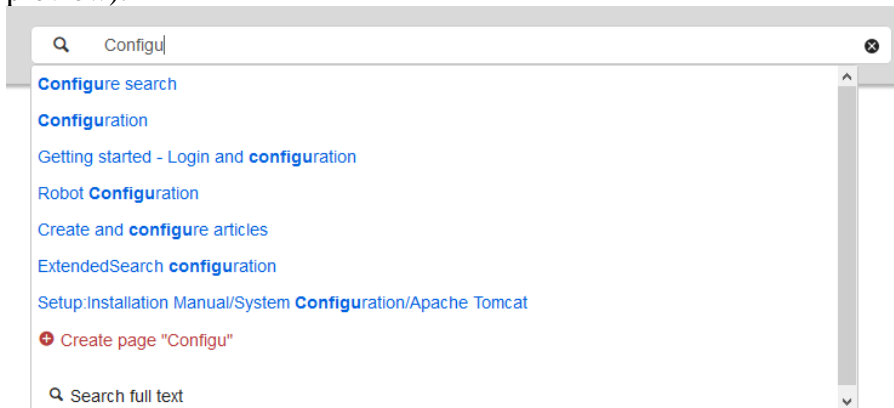 Configu
Configure search
Configuration
Getting started - Login and configuration
Robot Configuration
Create and configure articles
ExtendedSearch configuration
Setup:Installation Manual/System Configuration/Apache Tomcat
Create page "Configu"
Search full text